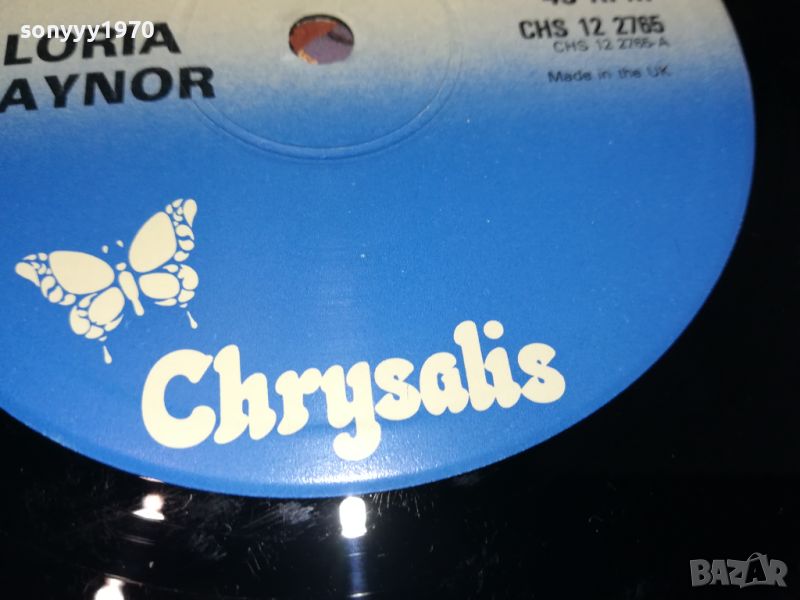 sonyyy1970
LORIA
AYNOR
CHS 12 2765
CHS 12 2765-A
Made in the UK
Chrysalis
BAZAR